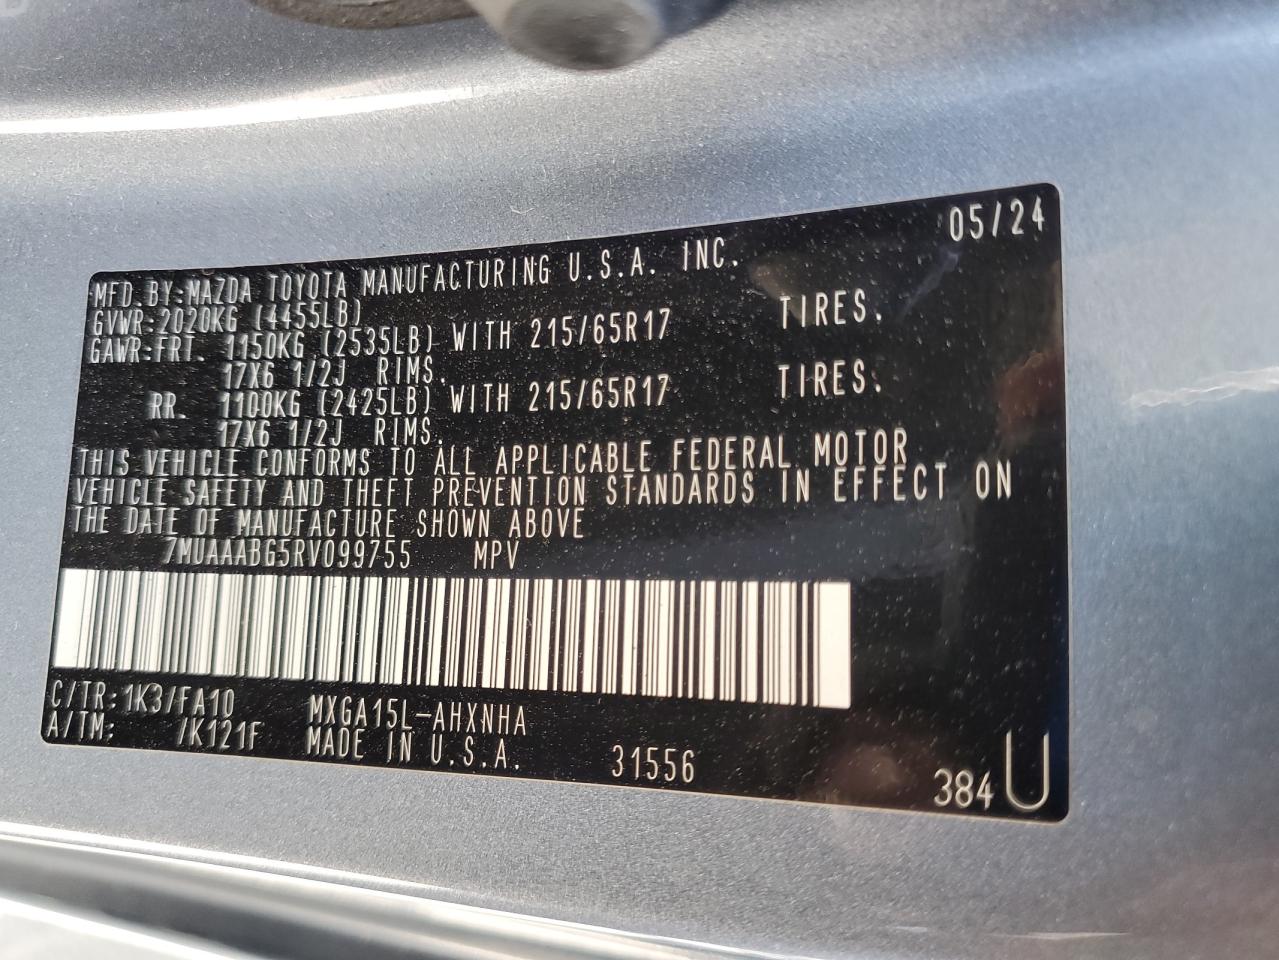 05/24
MFD.BY:MAZDA TOYOTA MANUFACTURING U.S.A. INC.
GVWR:2020KG (4455LB)
GAWR:FRT. 1150KG (2535LB) WITH 215/65R17 TIRES.
17X6 1/2J RIMS.
RR. 1100KG (2425LB) WITH 215/65R17 TIRES.
17X6 1/2J RIMS.
THIS VEHICLE CONFORMS TO ALL APPLICABLE FEDERAL MOTOR
VEHICLE SAFETY AND THEFT PREVENTION STANDARDS IN EFFECT ON
THE DATE OF MANUFACTURE SHOWN ABOVE
7MUAAABG5RV099755 MPV
C/TR:1K3/FA10 MXGA15L-AHXNHA
A/TM: /K121F MADE IN U.S.A. 31556
384 U